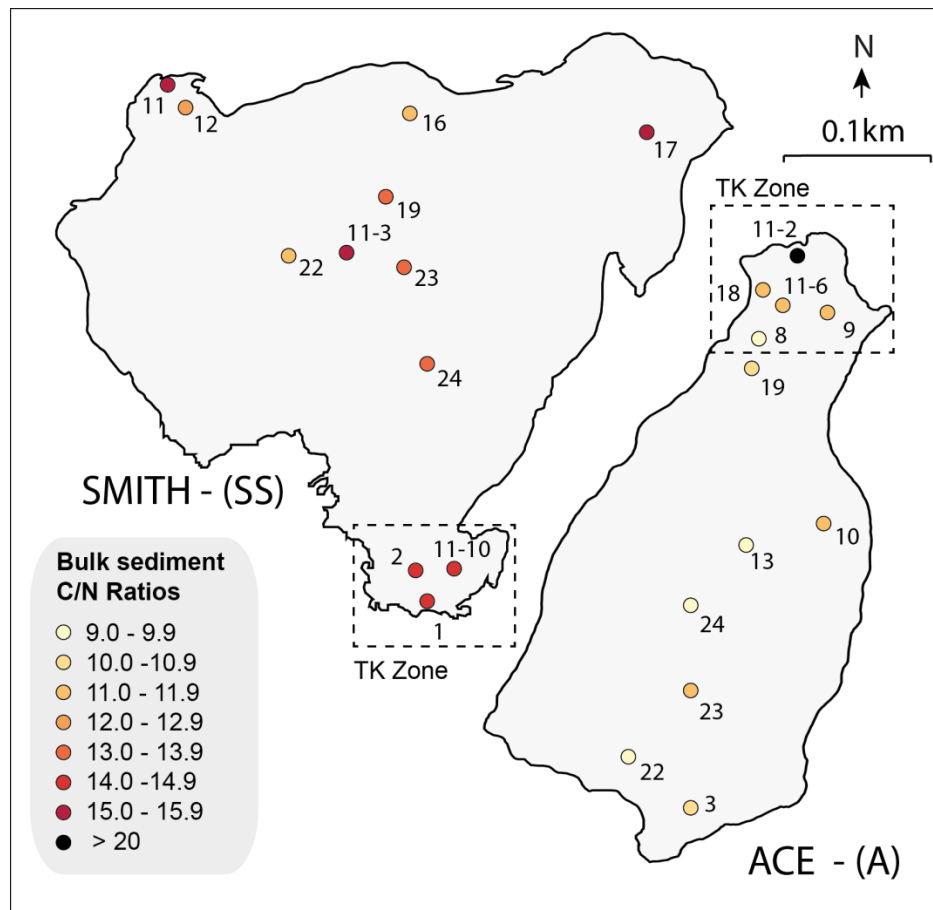 N
0.1km
11
12
16
17
TK Zone
19
11-3
11-2
22
23
18
11-6
9
8
24
19
SMITH - (SS)
10
2
11-10
13
1
TK Zone
24
23
22
3
ACE - (A)
Bulk sediment
C/N Ratios
9.0 - 9.9
10.0 -10.9
11.0 - 11.9
12.0 - 12.9
13.0 - 13.9
14.0 -14.9
15.0 - 15.9
> 20